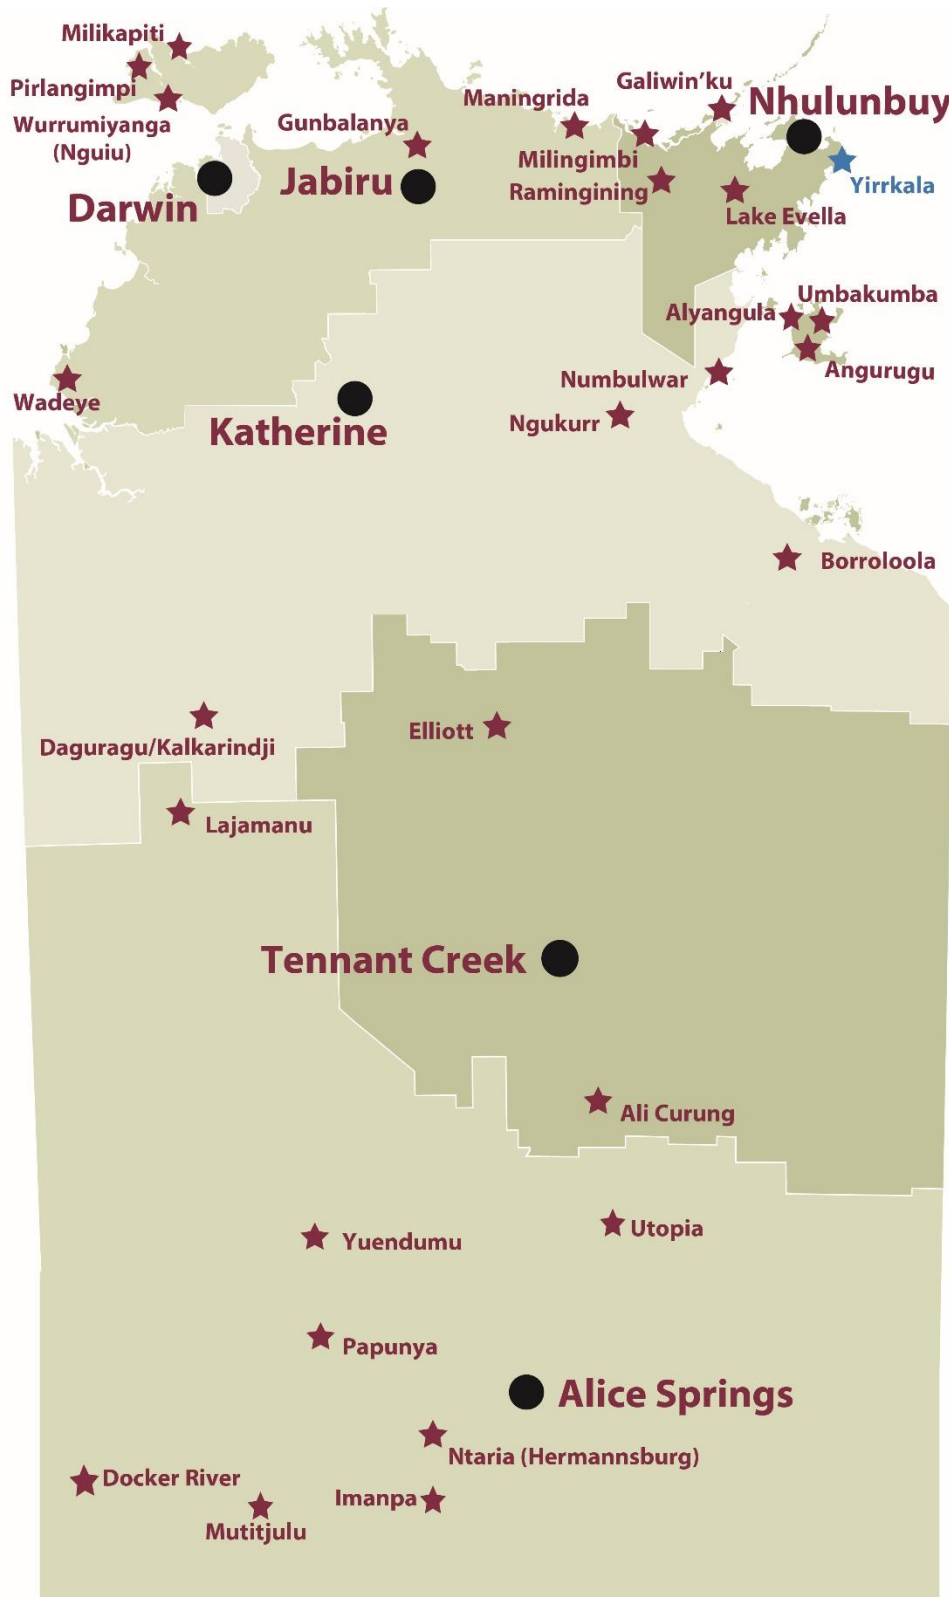 Milikapiti
Pirlangimpi
Wurrumiyanga
(Nguiu)
Darwin
Gunbalanya
Jabiru
Maningrida
Galiwin’ku
Nhulunbuy
Milingimbi
Ramingining
Yirrkala
Lake Evella
Umbakumba
Alyangula
Angurugu
Numbulwar
Wadeye
Katherine
Ngukurr
Borroloola
Elliott
Daguragu/Kalkarindji
Lajamanu
Tennant Creek
Ali Curung
Utopia
Yuendumu
Papunya
Alice Springs
Ntaria (Hermannsburg)
Docker River
Imanpa
Mutitjulu